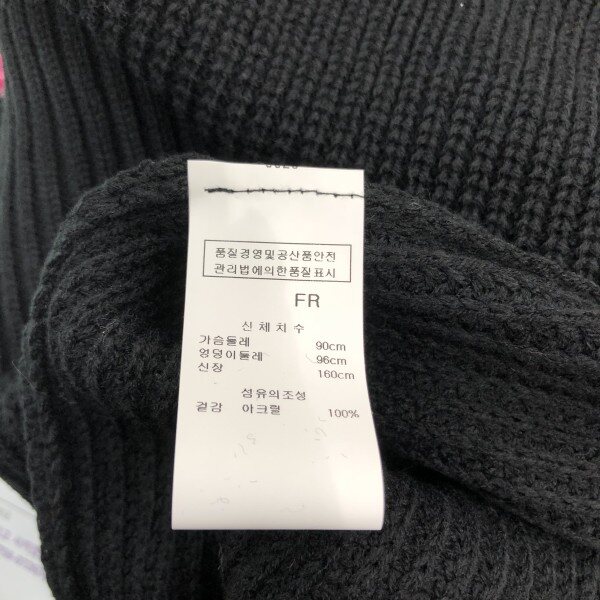 품질경영및공산품안전
관리법에의한품질표시
FR
신체치수
가슴둘레 90cm
엉덩이둘레 96cm
신장 160cm
섬유의조성
겉감 아크릴 100%